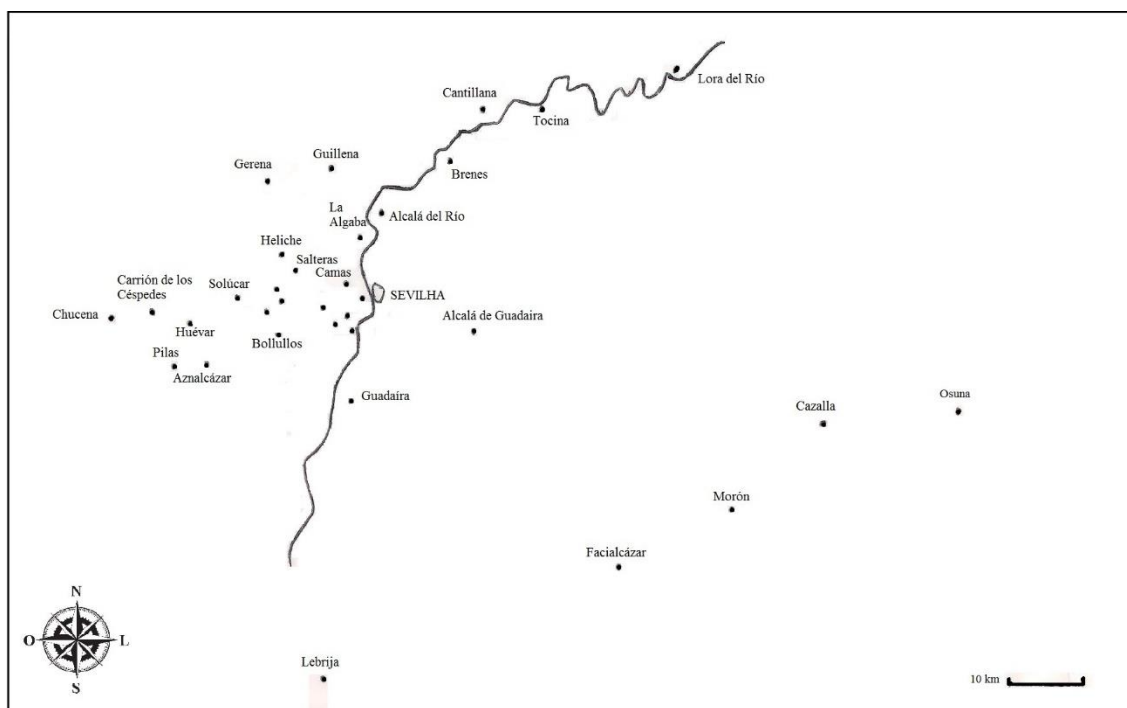 Lora del Río
Cantillana
Tocina
Guillena
Gerena
Brenes
La
Algaba
Alcalá del Río
Heliche
Salteras
Camas
Carrión de los
Céspedes
Solúcar
SEVILHA
Chucena
Huévar
Bollullos
Alcalá de Guadaira
Pilas
Aznalcázar
Guadaíra
Cazalla
Osuna
Morón
Facialcázar
N
O
L
S
Lebrija
10 km